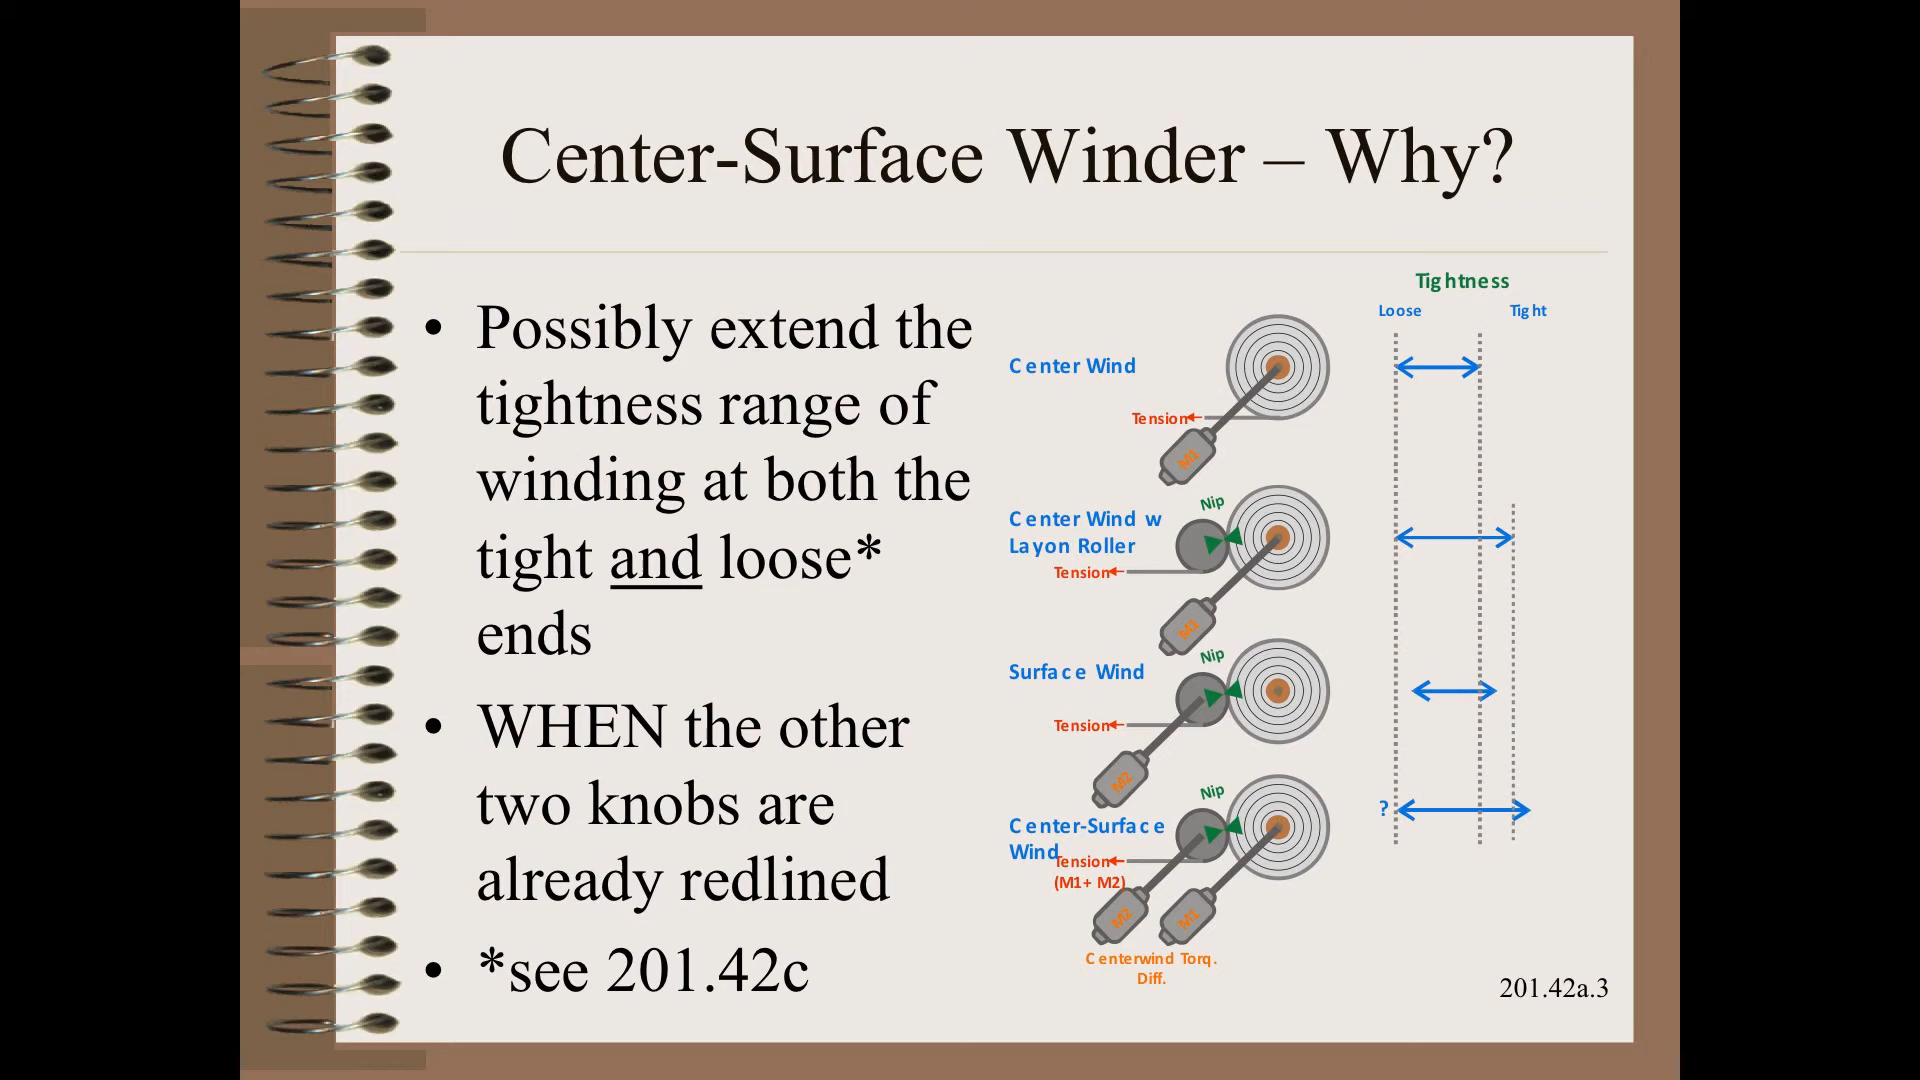 Center-Surface Winder – Why?
• Possibly extend the
tightness range of
winding at both the
tight and loose*
ends
• WHEN the other
two knobs are
already redlined
• *see 201.42c
Tightness
Loose
Tight
Center Wind
Tension
M1
Nip
Center Wind w
Layon Roller
Tension
M1
Nip
Surface Wind
Tension
M2
Nip
?
Center-Surface
Wind
Tension
(M1+ M2)
M2
M1
Centerwind Torq.
Diff.
201.42a.3